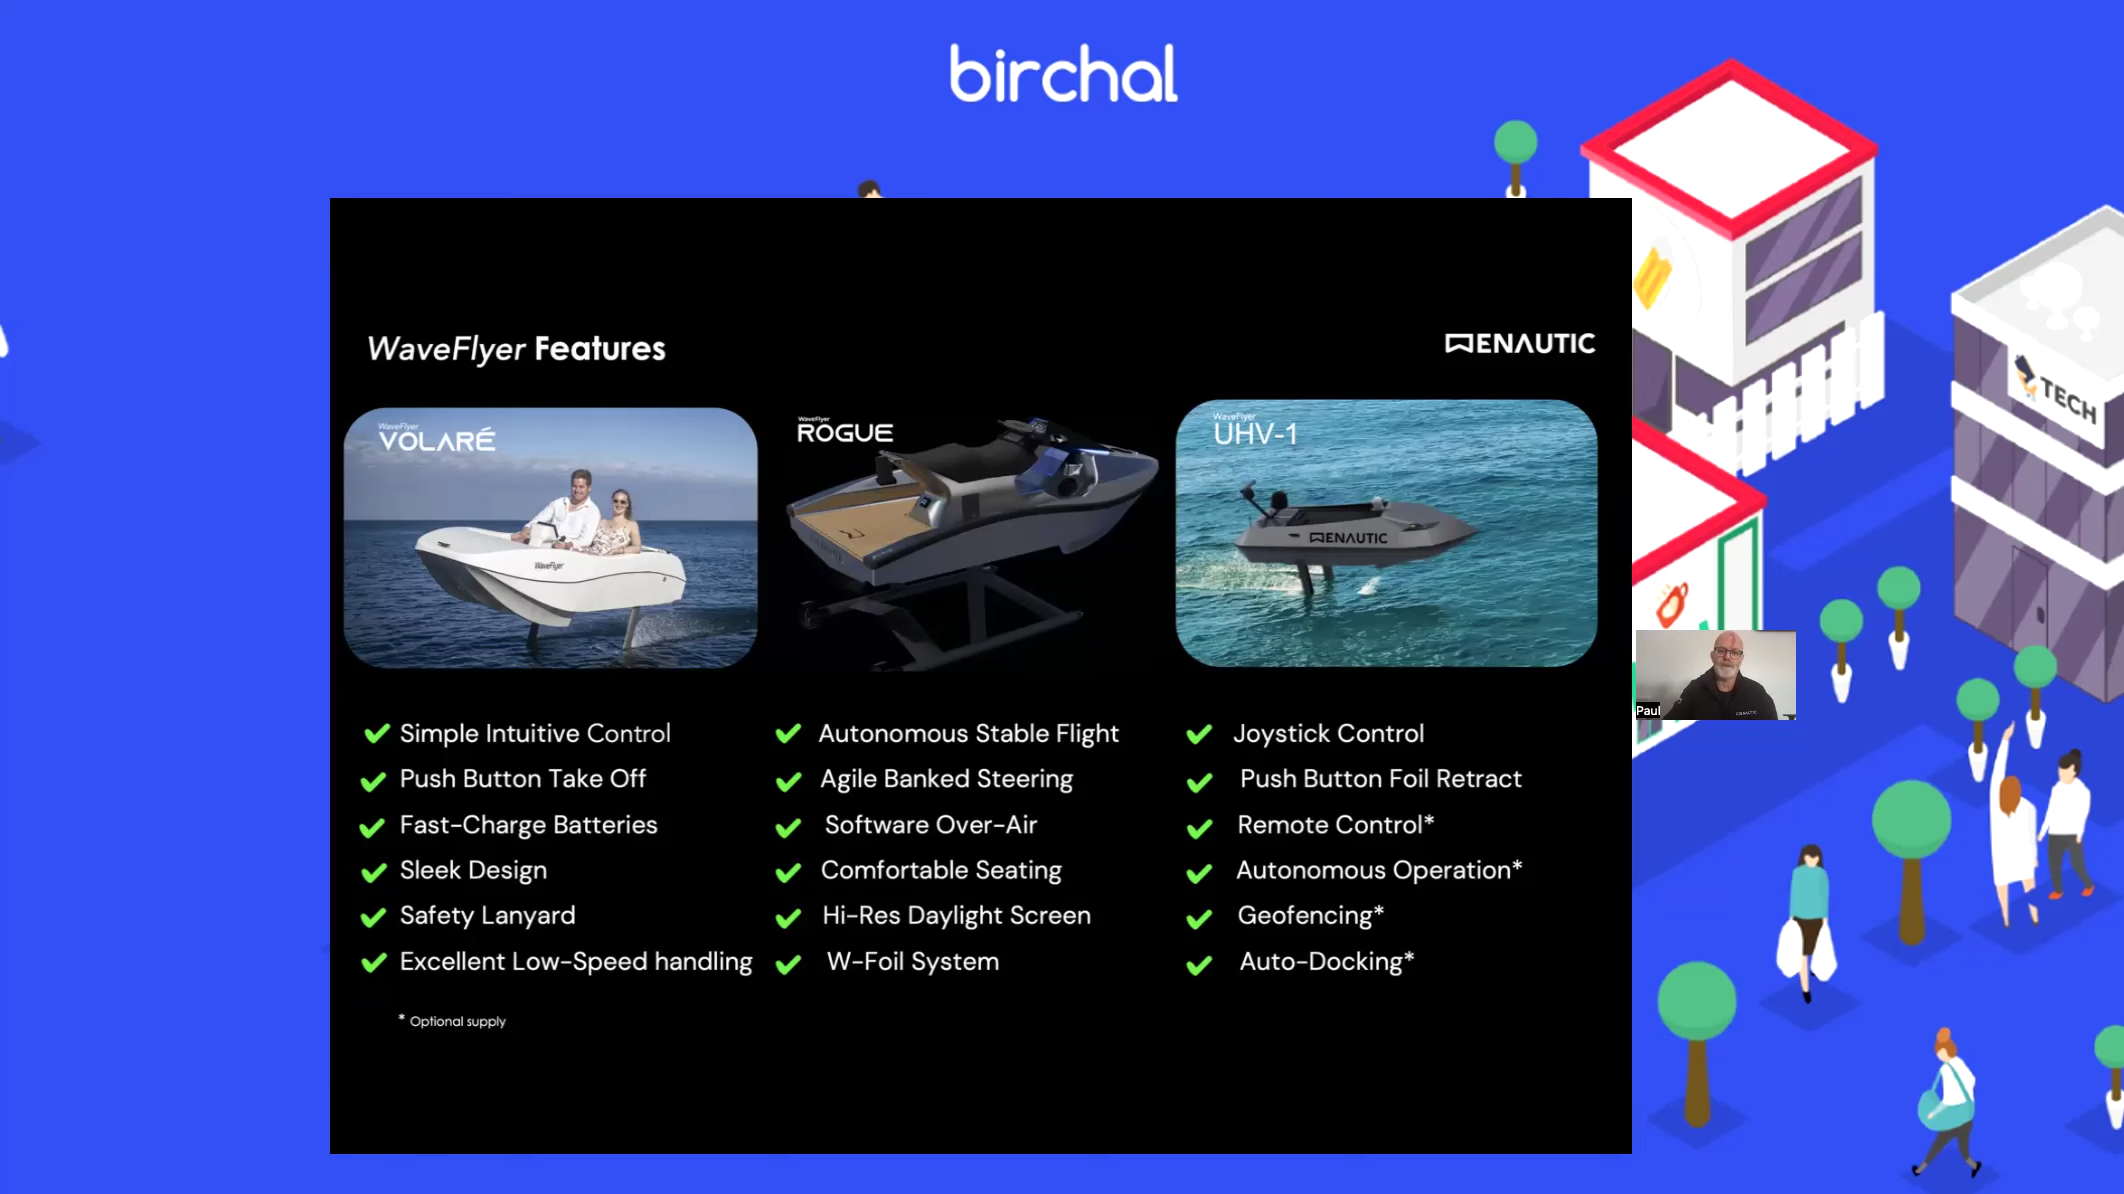 birchal
WaveFlyer Features
ENAUTIC
WaveFlyer
VOLARÉ
WaveFlyer
WaveFlyer
ROGUE
WaveFlyer
UHV-1
ENAUTIC
TECH
Paul
ENAUTIC
Simple Intuitive Control
Push Button Take Off
Fast-Charge Batteries
Sleek Design
Safety Lanyard
Excellent Low-Speed handling
Autonomous Stable Flight
Agile Banked Steering
Software Over-Air
Comfortable Seating
Hi-Res Daylight Screen
W-Foil System
Joystick Control
Push Button Foil Retract
Remote Control*
Autonomous Operation*
Geofencing*
Auto-Docking*
* Optional supply